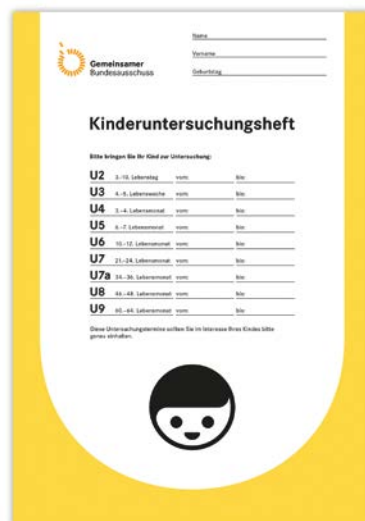 Name
Gemeinsamer
Bundesausschuss
Vorname
Geburtstag
Kinderuntersuchungsheft
Bitte bringen Sie Ihr Kind zur Untersuchung:
U2 3.-10. Lebenstag vom: bis:
U3 4.-5. Lebenswoche vom: bis:
U4 3.-4. Lebensmonat vom: bis:
U5 6.-7. Lebensmonat vom: bis:
U6 10.-12. Lebensmonat vom: bis:
U7 21.-24. Lebensmonat vom: bis:
U7a 34.-36. Lebensmonat vom: bis:
U8 46.-48. Lebensmonat vom: bis:
U9 60.-64. Lebensmonat vom: bis:
Diese Untersuchungstermine sollten Sie im Interesse Ihres Kindes bitte
genau einhalten.